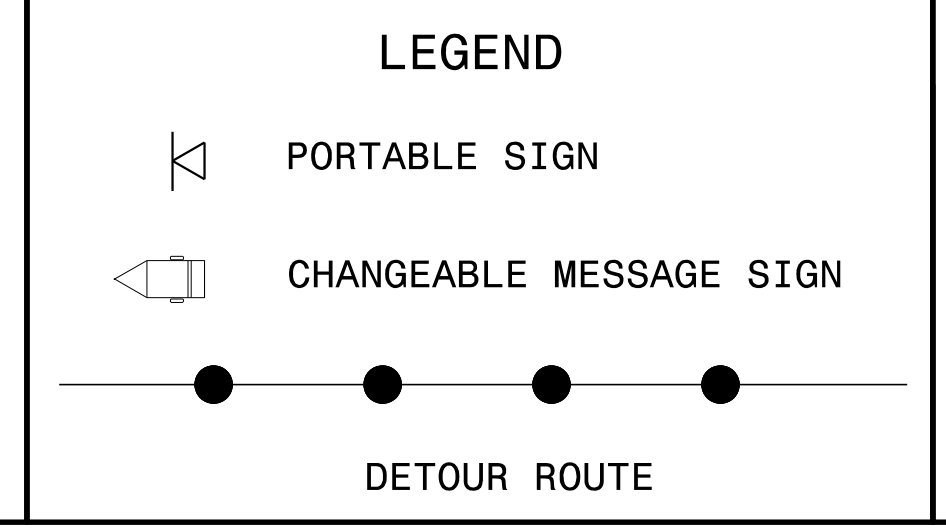 LEGEND
PORTABLE SIGN
CHANGEABLE MESSAGE SIGN
DETOUR ROUTE